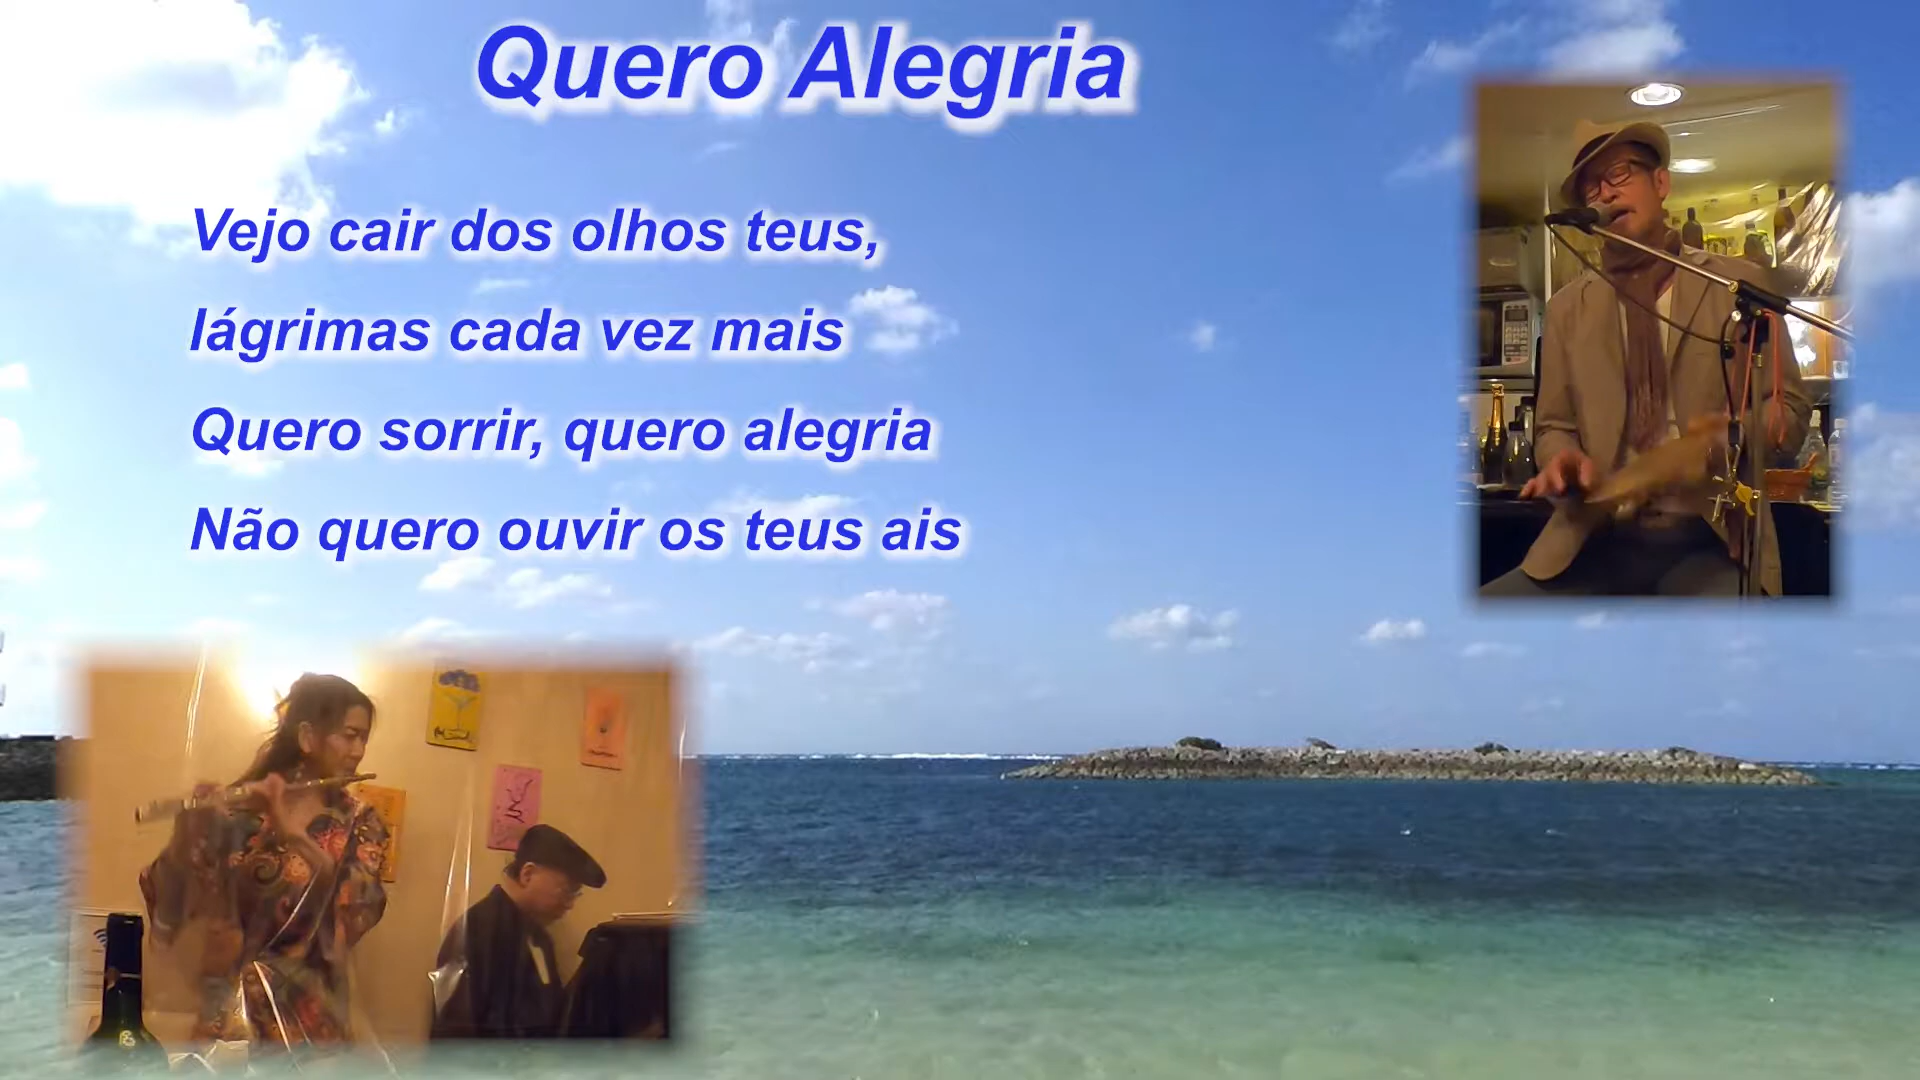 Quero Alegria
Vejo cair dos olhos teus,
lágrimas cada vez mais
Quero sorrir, quero alegria
Não quero ouvir os teus ais